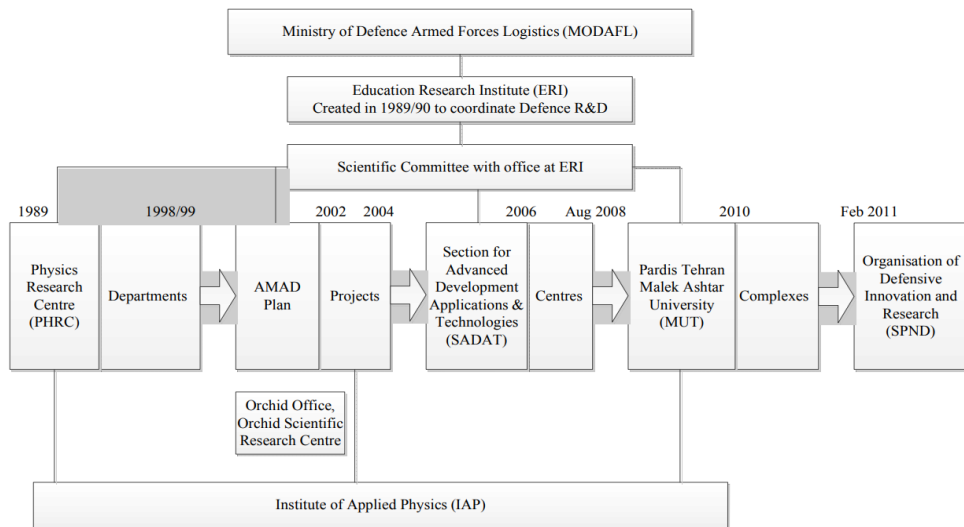 Ministry of Defence Armed Forces Logistics (MODAFL)
Education Research Institute (ERI)
Created in 1989/90 to coordinate Defence R&D
Scientific Committee with office at ERI
1989
1998/99
2002
2004
2006
Aug 2008
2010
Feb 2011
Physics
Research
Centre
(PHRC)
Departments
AMAD
Plan
Projects
Section for
Advanced
Development
Applications &
Technologies
(SADAT)
Centres
Pardis Tehran
Malek Ashtar
University
(MUT)
Complexes
Organisation of
Defensive
Innovation and
Research
(SPND)
Orchid Office,
Orchid Scientific
Research Centre
Institute of Applied Physics (IAP)